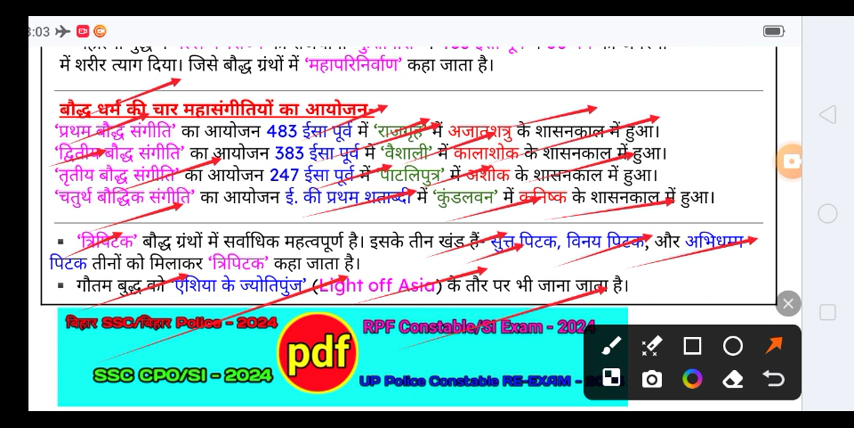 3:03
में शरीर त्याग दिया। जिसे बौद्ध ग्रंथों में 'महापरिनिर्वाण' कहा जाता है।
बौद्ध धर्म की चार महासंगीतियों का आयोजन-
'प्रथम बौद्ध संगीति' का आयोजन 483 ईसा पूर्व में 'राजगृह' में अजातशत्रु के शासनकाल में हुआ।
'द्वितीय बौद्ध संगीति' का आयोजन 383 ईसा पूर्व में 'वैशाली' में कालाशोक के शासनकाल में हुआ।
'तृतीय बौद्ध संगीति' का आयोजन 247 ईसा पूर्व में 'पाटलिपुत्र' में अशोक के शासनकाल में हुआ।
'चतुर्थ बौद्धिक संगीति' का आयोजन ई. की प्रथम शताब्दी में 'कुंडलवन' में कनिष्क के शासनकाल में हुआ।
▪ 'त्रिपिटक' बौद्ध ग्रंथों में सर्वाधिक महत्वपूर्ण है। इसके तीन खंड हैं- सुत्त पिटक, विनय पिटक, और अभिधम्म
पिटक तीनों को मिलाकर 'त्रिपिटक' कहा जाता है।
▪ गौतम बुद्ध को 'एशिया के ज्योतिपुंज' (Light off Asia) के तौर पर भी जाना जाता है।
बिहार SSC/बिहार Police - 2024
RPF Constable/SI Exam - 2024
pdf
SSC CPO/SI - 2024
UP Police Constable RE-EXAM -